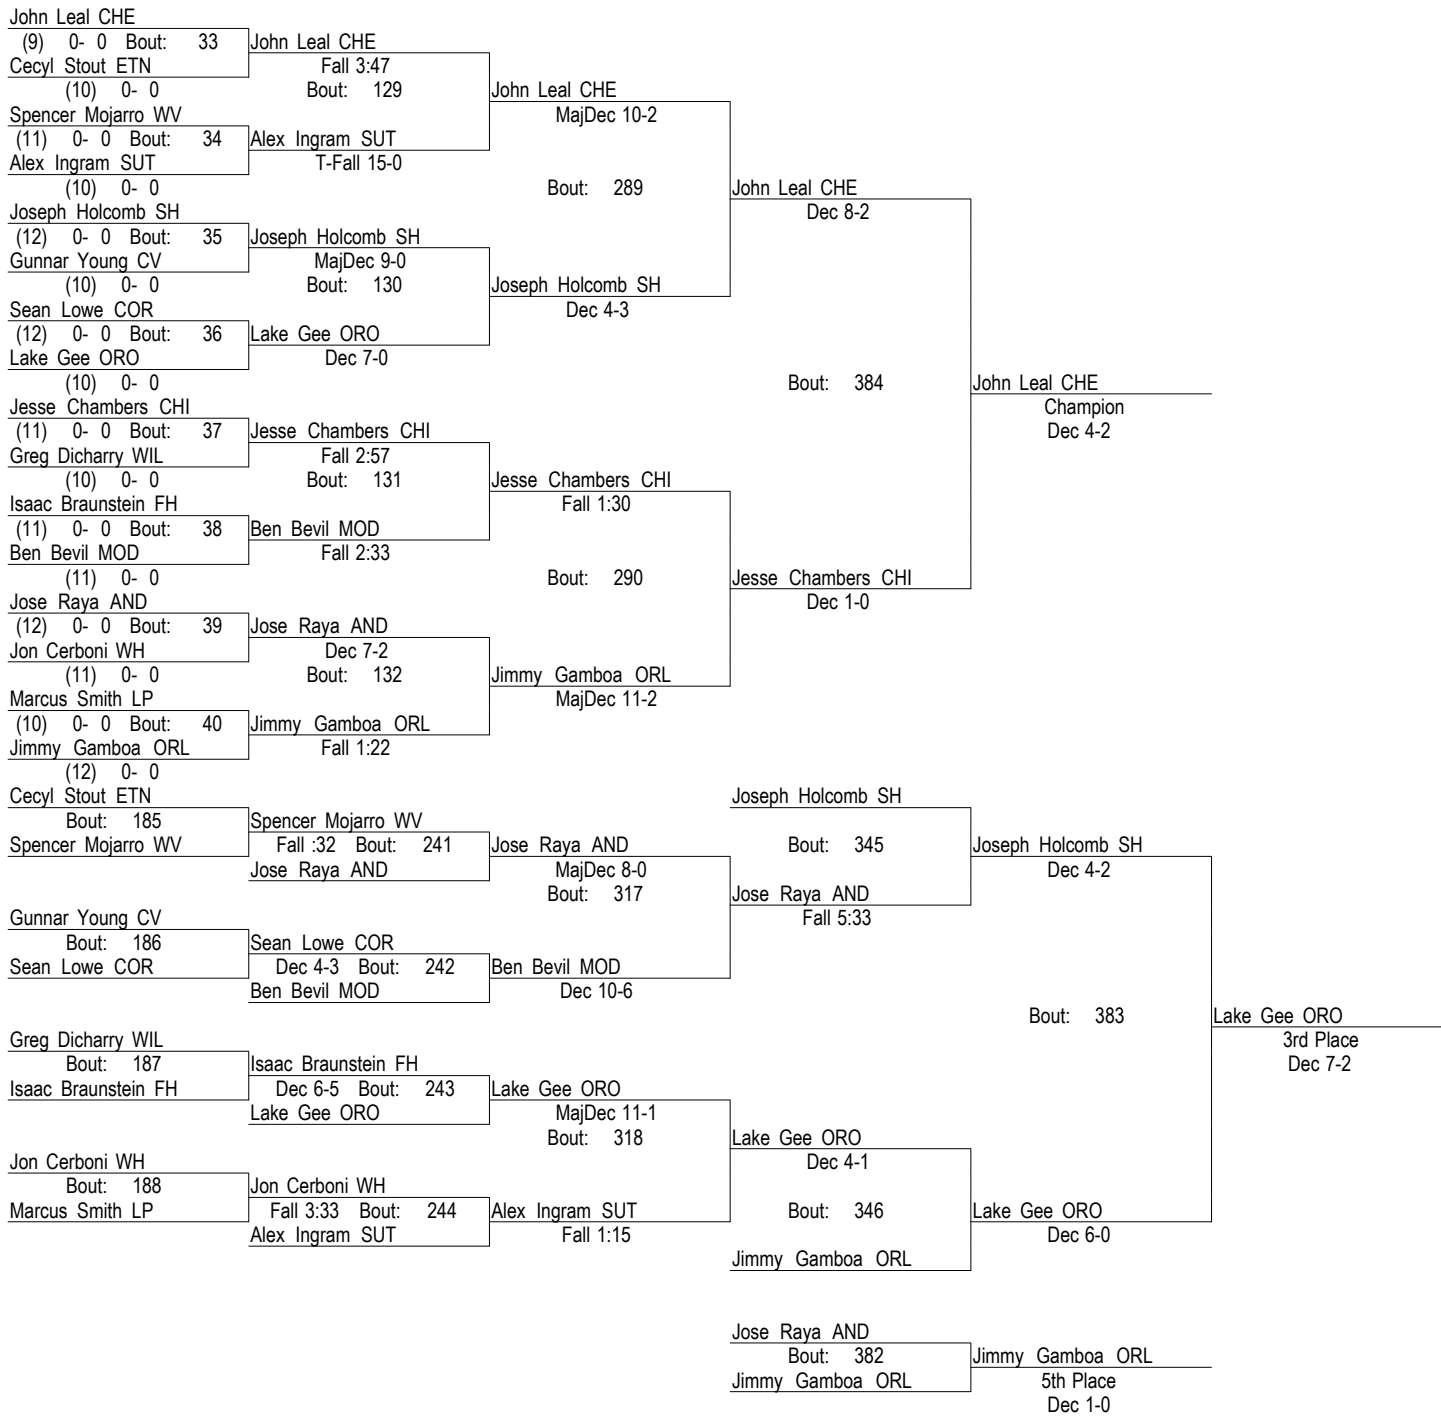 John Leal CHE
(9) 0- 0 Bout: 33 John Leal CHE
Cecyl Stout ETN Fall 3:47
(10) 0- 0 Bout: 129 John Leal CHE
Spencer Mojarro WV MajDec 10-2
(11) 0- 0 Bout: 34 Alex Ingram SUT
Alex Ingram SUT T-Fall 15-0
(10) 0- 0 Bout: 289 John Leal CHE
Joseph Holcomb SH Dec 8-2
(12) 0- 0 Bout: 35 Joseph Holcomb SH
Gunnar Young CV MajDec 9-0
(10) 0- 0 Bout: 130 Joseph Holcomb SH
Sean Lowe COR Dec 4-3
(12) 0- 0 Bout: 36 Lake Gee ORO
Lake Gee ORO Dec 7-0
(10) 0- 0 Bout: 384 John Leal CHE
Jesse Chambers CHI Champion
(11) 0- 0 Bout: 37 Jesse Chambers CHI Dec 4-2
Greg Dicharry WIL Fall 2:57
(10) 0- 0 Bout: 131 Jesse Chambers CHI
Isaac Braunstein FH Fall 1:30
(11) 0- 0 Bout: 38 Ben Bevil MOD
Ben Bevil MOD Fall 2:33
(11) 0- 0 Bout: 290 Jesse Chambers CHI
Jose Raya AND Dec 1-0
(12) 0- 0 Bout: 39 Jose Raya AND
Jon Cerboni WH Dec 7-2
(11) 0- 0 Bout: 132 Jimmy Gamboa ORL
Marcus Smith LP MajDec 11-2
(10) 0- 0 Bout: 40 Jimmy Gamboa ORL
Jimmy Gamboa ORL Fall 1:22
(12) 0- 0
Cecyl Stout ETN Joseph Holcomb SH
Bout: 185 Spencer Mojarro WV
Spencer Mojarro WV Fall :32 Bout: 241 Jose Raya AND Bout: 345 Joseph Holcomb SH
Jose Raya AND MajDec 8-0 Dec 4-2
Bout: 317 Jose Raya AND
Gunnar Young CV Fall 5:33
Bout: 186 Sean Lowe COR
Sean Lowe COR Dec 4-3 Bout: 242 Ben Bevil MOD
Ben Bevil MOD Dec 10-6
Bout: 383 Lake Gee ORO
Greg Dicharry WIL 3rd Place
Bout: 187 Isaac Braunstein FH Dec 7-2
Isaac Braunstein FH Dec 6-5 Bout: 243 Lake Gee ORO
Lake Gee ORO MajDec 11-1
Bout: 318 Lake Gee ORO
Jon Cerboni WH Dec 4-1
Bout: 188 Jon Cerboni WH
Marcus Smith LP Fall 3:33 Bout: 244 Alex Ingram SUT Bout: 346 Lake Gee ORO
Alex Ingram SUT Fall 1:15 Dec 6-0
Jimmy Gamboa ORL
Jose Raya AND
Bout: 382 Jimmy Gamboa ORL
Jimmy Gamboa ORL 5th Place
Dec 1-0